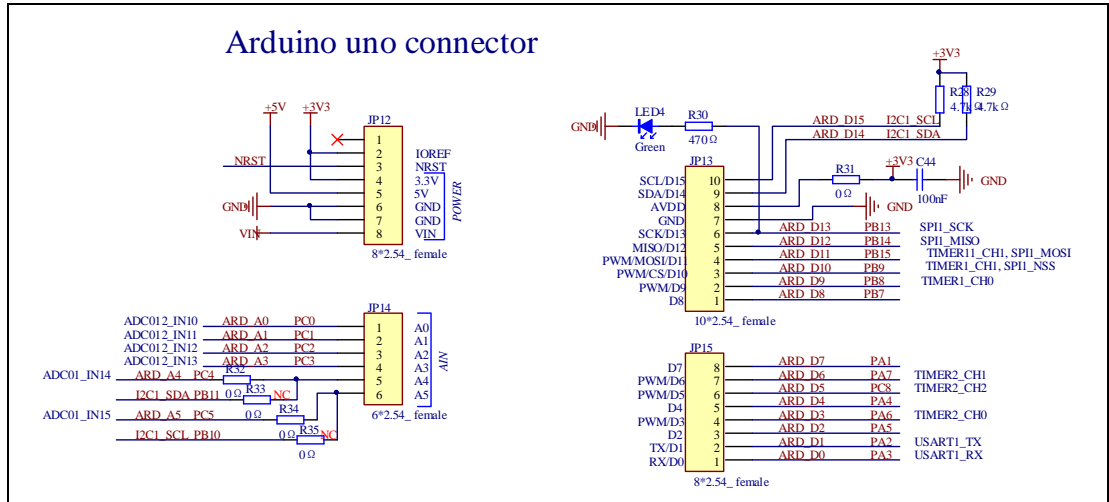 Arduino uno connector
+5V +3V3
JP12
1
2 IOREF
NRST 3 NRST
4 3.3V
5 5V
GND 6 GND
7 GND
VIN 8 VIN
POWER
8*2.54_ female
ADC012_IN10 ARD_A0 PC0
ADC012_IN11 ARD_A1 PC1
ADC012_IN12 ARD_A2 PC2
ADC012_IN13 ARD_A3 PC3
ADC01_IN14 ARD_A4 PC4 R32 0Ω
I2C1_SDA PB11 R33 NC 0Ω
ADC01_IN15 ARD_A5 PC5 R34 0Ω
I2C1_SCL PB10 R35 NC 0Ω
JP14
1 A0
2 A1
3 A2
4 A3
5 A4
6 A5
AIN
6*2.54_ female
+3V3
R28 R29
4.7kΩ 4.7kΩ
GND LED4 Green R30 470Ω
ARD_D15 I2C1_SCL
ARD_D14 I2C1_SDA
R31 0Ω +3V3 C44 100nF GND
GND
JP13
SCL/D15 10
SDA/D14 9
AVDD 8
GND 7
SCK/D13 6 ARD_D13 PB13 SPI1_SCK
MISO/D12 5 ARD_D12 PB14 SPI1_MISO
PWM/MOSI/D11 4 ARD_D11 PB15 TIMER11_CH1, SPI1_MOSI
PWM/CS/D10 3 ARD_D10 PB9 TIMER1_CH1, SPI1_NSS
PWM/D9 2 ARD_D9 PB8 TIMER1_CH0
D8 1 ARD_D8 PB7
10*2.54_ female
JP15
D7 8 ARD_D7 PA1
PWM/D6 7 ARD_D6 PA7 TIMER2_CH1
PWM/D5 6 ARD_D5 PC8 TIMER2_CH2
D4 5 ARD_D4 PA4
PWM/D3 4 ARD_D3 PA6 TIMER2_CH0
D2 3 ARD_D2 PA5
TX/D1 2 ARD_D1 PA2 USART1_TX
RX/D0 1 ARD_D0 PA3 USART1_RX
8*2.54_ female